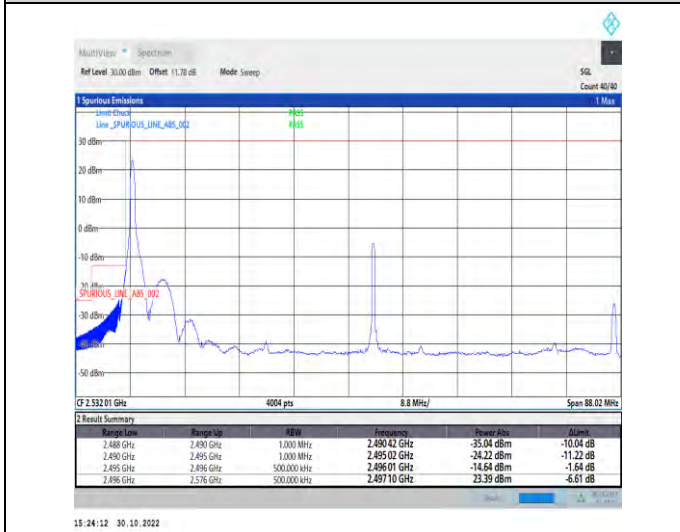 MultiView Spectrum
Ref Level 30.00 dBm Offset 11.78 dB Mode Sweep SGL
Count 40/40
1 Spurious Emissions 1 Max
Limit Check PASS
Line _SPURIOUS_LINE_ABS_002 PASS
30 dBm
20 dBm
10 dBm
0 dBm
-10 dBm
-20 dBm
_SPURIOUS_LINE_ABS_002
-30 dBm
-40 dBm
-50 dBm
CF 2.532 01 GHz 4004 pts 8.8 MHz/ Span 88.02 MHz
2 Result Summary
Range Low Range Up RBW Frequency Power Abs ΔLimit
2.488 GHz 2.490 GHz 1.000 MHz 2.490 42 GHz -35.04 dBm -10.04 dB
2.490 GHz 2.495 GHz 1.000 MHz 2.495 02 GHz -24.22 dBm -11.22 dB
2.495 GHz 2.496 GHz 500.000 kHz 2.496 01 GHz -14.64 dBm -1.64 dB
2.496 GHz 2.576 GHz 500.000 kHz 2.497 10 GHz 23.39 dBm -6.61 dB
15:24:12 30.10.2022